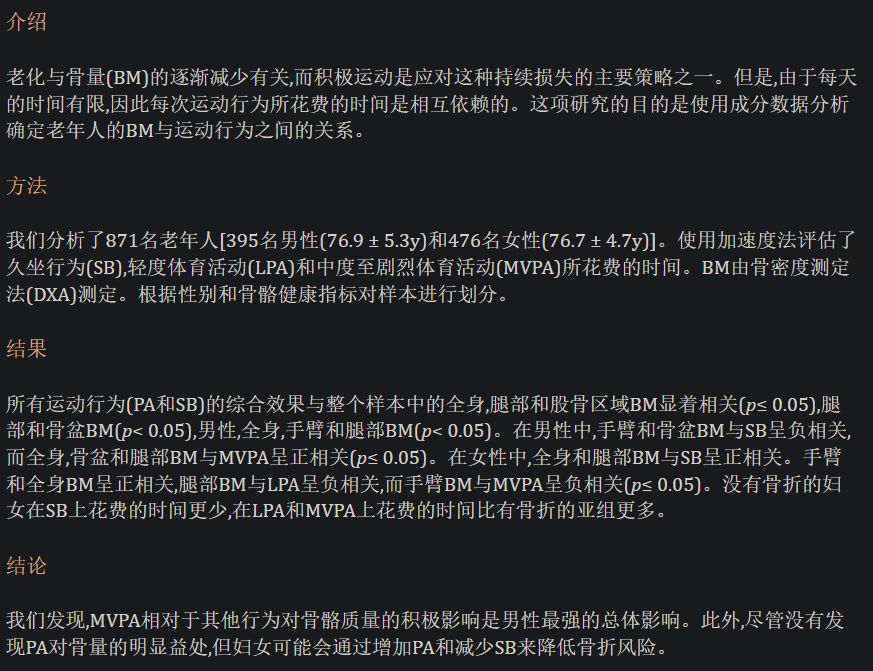 介绍
老化与骨量(BM)的逐渐减少有关,而积极运动是应对这种持续损失的主要策略之一。但是,由于每天
的时间有限,因此每次运动行为所花费的时间是相互依赖的。这项研究的目的是使用成分数据分析
确定老年人的BM与运动行为之间的关系。
方法
我们分析了871名老年人[395名男性(76.9 ± 5.3y)和476名女性(76.7 ± 4.7y)]。使用加速度法评估了
久坐行为(SB),轻度体育活动(LPA)和中度至剧烈体育活动(MVPA)所花费的时间。BM由骨密度测定
法(DXA)测定。根据性别和骨骼健康指标对样本进行划分。
结果
所有运动行为(PA和SB)的综合效果与整个样本中的全身,腿部和股骨区域BM显着相关(p≤ 0.05),腿
部和骨盆BM(p< 0.05),男性,全身,手臂和腿部BM(p< 0.05)。在男性中,手臂和骨盆BM与SB呈负相关,
而全身,骨盆和腿部BM与MVPA呈正相关(p≤ 0.05)。在女性中,全身和腿部BM与SB呈正相关。手臂
和全身BM呈正相关,腿部BM与LPA呈负相关,而手臂BM与MVPA呈负相关(p≤ 0.05)。没有骨折的妇
女在SB上花费的时间更少,在LPA和MVPA上花费的时间比有骨折的亚组更多。
结论
我们发现,MVPA相对于其他行为对骨骼质量的积极影响是男性最强的总体影响。此外,尽管没有发
现PA对骨量的明显益处,但妇女可能会通过增加PA和减少SB来降低骨折风险。